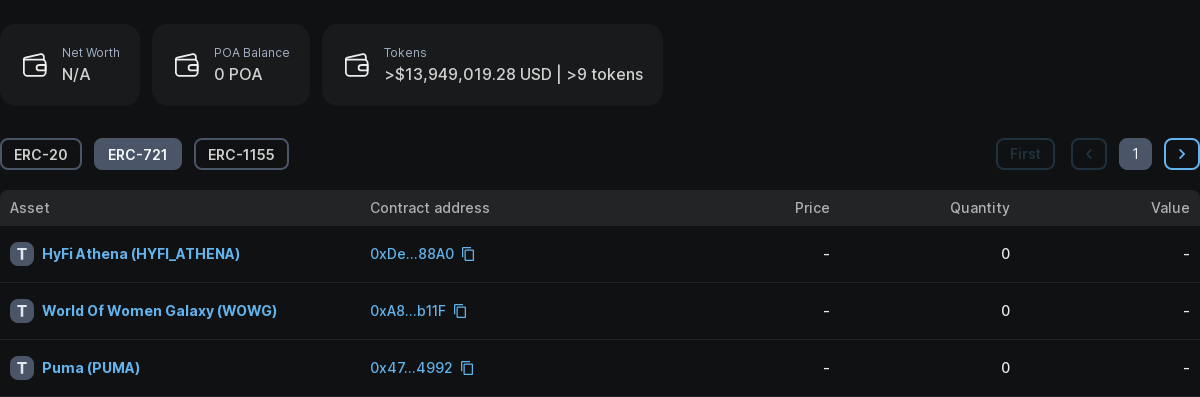 Net Worth
N/A
POA Balance
0 POA
Tokens
>$13,949,019.28 USD | >9 tokens
ERC-20 ERC-721 ERC-1155 First 1
Asset Contract address Price Quantity Value
T HyFi Athena (HYFI_ATHENA) 0xDe...88A0 - 0 -
T World Of Women Galaxy (WOWG) 0xA8...b11F - 0 -
T Puma (PUMA) 0x47...4992 - 0 -